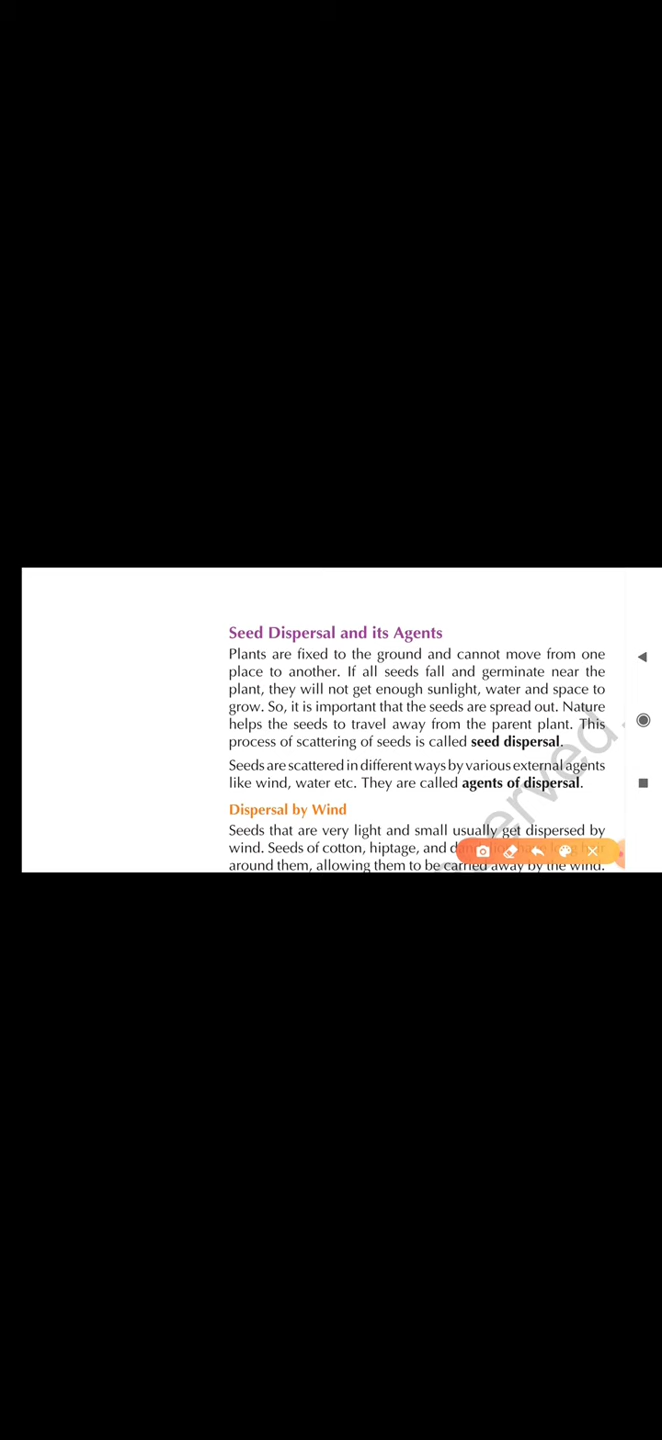 Seed Dispersal and its Agents
Plants are fixed to the ground and cannot move from one
place to another. If all seeds fall and germinate near the
plant, they will not get enough sunlight, water and space to
grow. So, it is important that the seeds are spread out. Nature
helps the seeds to travel away from the parent plant. This
process of scattering of seeds is called seed dispersal.
Seeds are scattered in different ways by various external agents
like wind, water etc. They are called agents of dispersal.
Dispersal by Wind
Seeds that are very light and small usually get dispersed by
wind. Seeds of cotton, hiptage, and
around them, allowing them to be carried away by the wind.